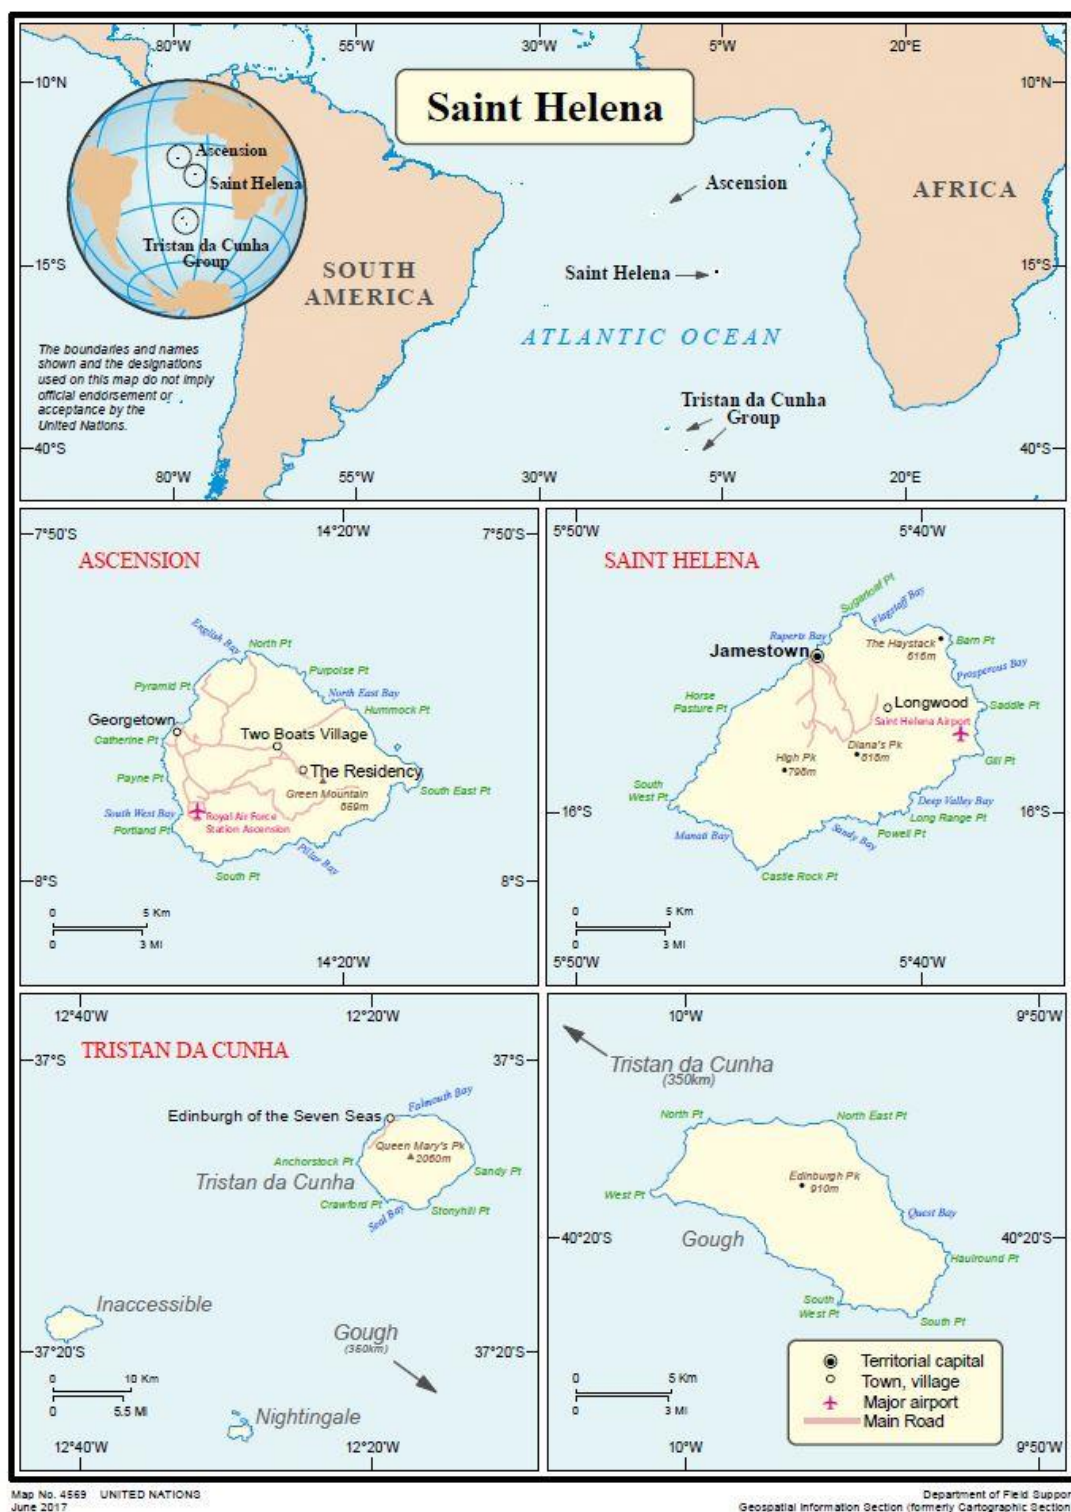 80°W 55°W 30°W 5°W 20°E
10°N 10°N
Saint Helena
Ascension
Saint Helena
Tristan da Cunha
Group
Ascension
AFRICA
15°S 15°S
SOUTH
AMERICA
Saint Helena
ATLANTIC OCEAN
The boundaries and names
shown and the designations
used on this map do not imply
official endorsement or
acceptance by the
United Nations.
Tristan da Cunha
Group
40°S 40°S
80°W 55°W 30°W 5°W 20°E
7°50'S 14°20'W 7°50'S
ASCENSION
English Bay
North Pt
Purpoise Pt
Pyramid Pt
North East Bay
Hummock Pt
Georgetown
Catherine Pt
Two Boats Village
The Residency
Payne Pt
Green Mountain
859m
South East Pt
South West Bay
Royal Air Force
Station Ascension
Portland Pt
Pillar Bay
South Pt
8°S 8°S
0 5 Km
0 3 Mi
14°20'W
5°50'W 5°40'W
SAINT HELENA
Sugarloaf Pt
Flagstaff Bay
Ruperts Bay
The Haystack
616m
Barn Pt
Jamestown
Prosperous Bay
Horse
Pasture Pt
Longwood
Saddle Pt
Saint Helena Airport
Diana's Pk
818m
High Pk
798m
Gill Pt
South
West Pt
Deep Valley Bay
16°S 16°S
Long Range Pt
Powell Pt
Sandy Bay
Manati Bay
Castle Rock Pt
0 5 Km
0 3 Mi
5°50'W 5°40'W
12°40'W 12°20'W
37°S 37°S
TRISTAN DA CUNHA
Falmouth Bay
Edinburgh of the Seven Seas
Queen Mary's Pk
2060m
Anchorstock Pt
Sandy Pt
Tristan da Cunha
Crawford Pt
Seal Bay
Stonyhill Pt
Inaccessible
Gough
(350km)
37°20'S 37°20'S
0 10 Km
0 5.5 Mi
Nightingale
12°40'W 12°20'W
10°W 9°50'W
Tristan da Cunha
(350km)
North Pt
North East Pt
Edinburgh Pk
910m
West Pt
Quest Bay
40°20'S 40°20'S
Gough
Haulround Pt
South
West Pt
South Pt
0 5 Km
0 3 Mi
Territorial capital
Town, village
Major airport
Main Road
10°W 9°50'W
Map No. 4569 UNITED NATIONS
June 2017
Department of Field Suppor
Geospatial Information Section (formerly Cartographic Section